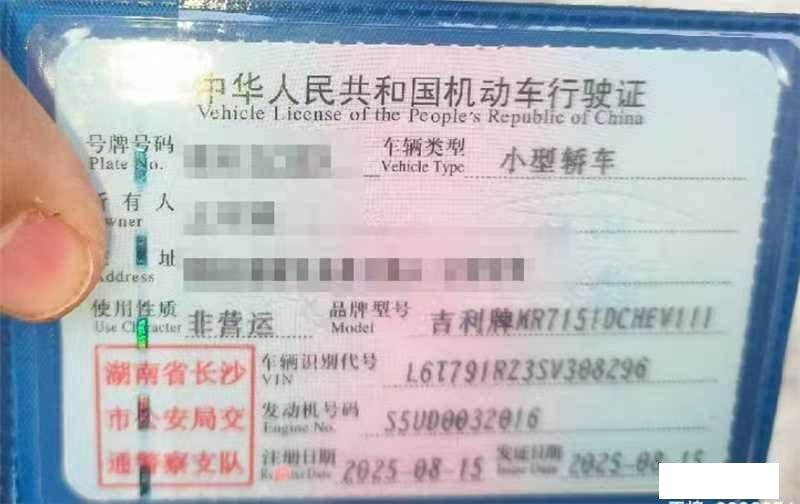 中华人民共和国机动车行驶证
Vehicle License of the People's Republic of China
号牌号码 车辆类型 小型轿车
Plate No. Vehicle Type
所有人
Owner
址
Address
使用性质 非营运 品牌型号 吉利牌MR7151DCHEV111
Use Character Model
湖南省长沙 车辆识别代号 L6T791RZ3SV308296
VIN
市公安局交 发动机号码 S5UD0032016
Engine No.
通警察支队 注册日期 2025-08-15 发证日期 2025-08-15
Register Date Issue Date